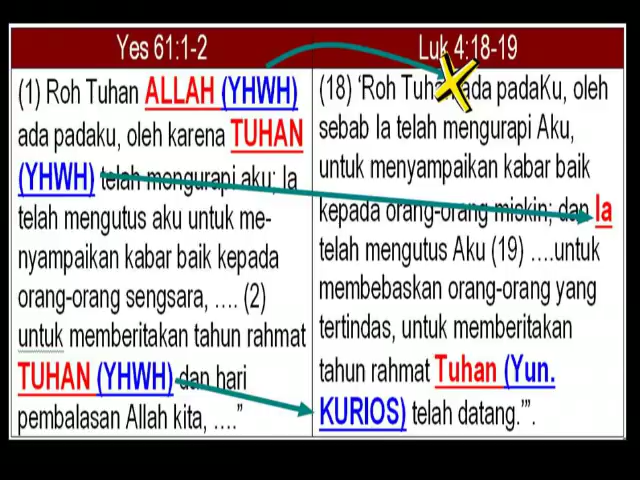 Yes 61:1-2
(1) Roh Tuhan ALLAH (YHWH)
ada padaku, oleh karena TUHAN
(YHWH) telah mengurapi aku; Ia
telah mengutus aku untuk me-
nyampaikan kabar baik kepada
orang-orang sengsara, …. (2)
untuk memberitakan tahun rahmat
TUHAN (YHWH) dan hari
pembalasan Allah kita, ….”
Luk 4:18-19
(18) ‘Roh Tuhan ada padaKu, oleh
sebab Ia telah mengurapi Aku,
untuk menyampaikan kabar baik
kepada orang-orang miskin; dan Ia
telah mengutus Aku (19) ….untuk
membebaskan orang-orang yang
tertindas, untuk memberitakan
tahun rahmat Tuhan (Yun.
KURIOS) telah datang.’”.